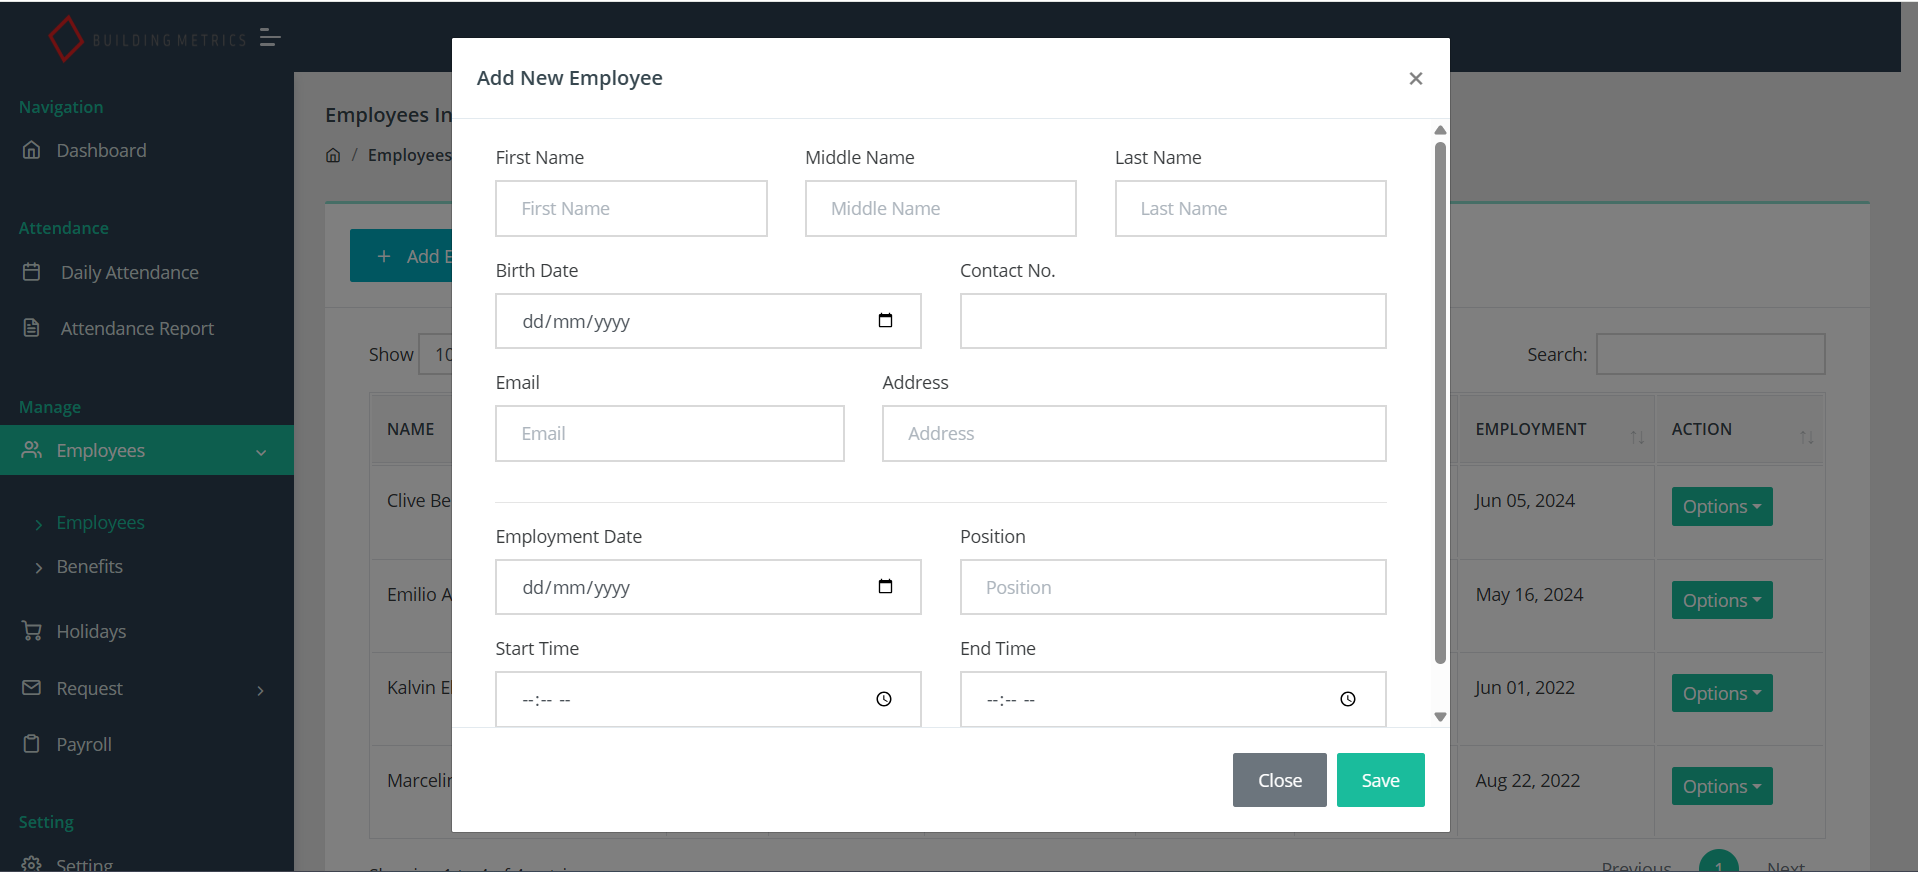 BUILDING METRICS
Navigation
Dashboard
Attendance
Daily Attendance
Attendance Report
Manage
Employees
Employees
Benefits
Holidays
Request
Payroll
Setting
Setting
Employees In
/ Employees
+ Add E
Show 10
Search:
NAME
EMPLOYMENT
ACTION
Clive Be
Jun 05, 2024
Options
Emilio A
May 16, 2024
Options
Kalvin E
Jun 01, 2022
Options
Marcelin
Aug 22, 2022
Options
Previous 1 Next
Add New Employee
×
First Name
Middle Name
Last Name
First Name
Middle Name
Last Name
Birth Date
Contact No.
dd/mm/yyyy
Email
Address
Email
Address
Employment Date
Position
dd/mm/yyyy
Position
Start Time
End Time
--:-- --
--:-- --
Close
Save